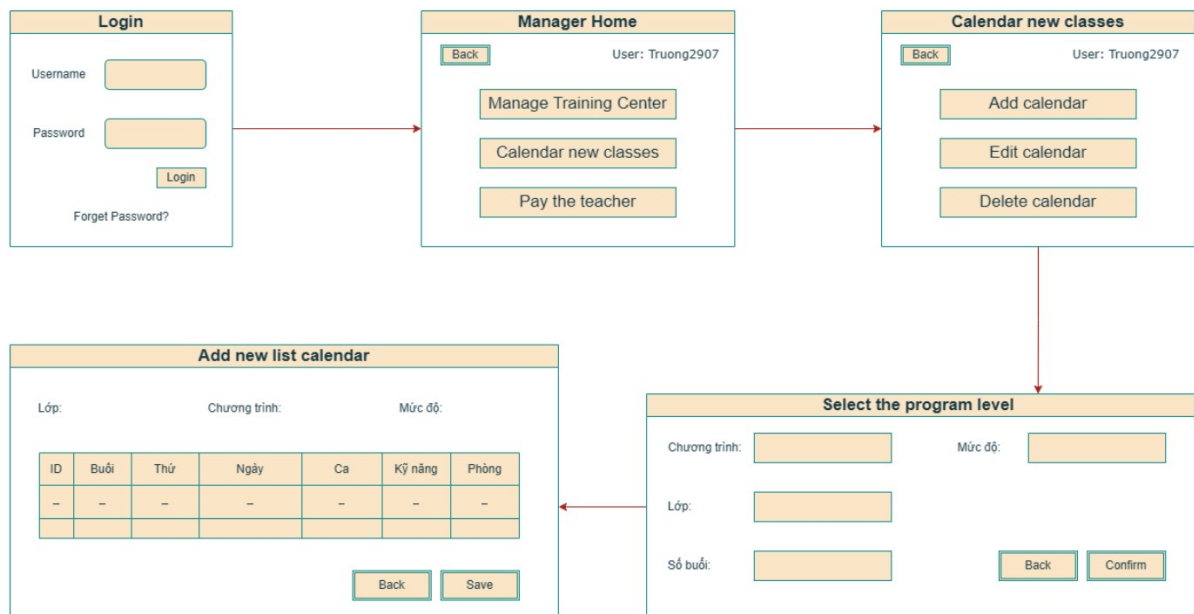 Login
Username
Password
Login
Forget Password?
Manager Home
Back User: Truong2907
Manage Training Center
Calendar new classes
Pay the teacher
Calendar new classes
Back User: Truong2907
Add calendar
Edit calendar
Delete calendar
Select the program level
Chương trình: Mức độ:
Lớp:
Số buổi:
Back Confirm
Add new list calendar
Lớp: Chương trình: Mức độ:
ID Buổi Thứ Ngày Ca Kỹ năng Phòng
– – – – – – –
Back Save